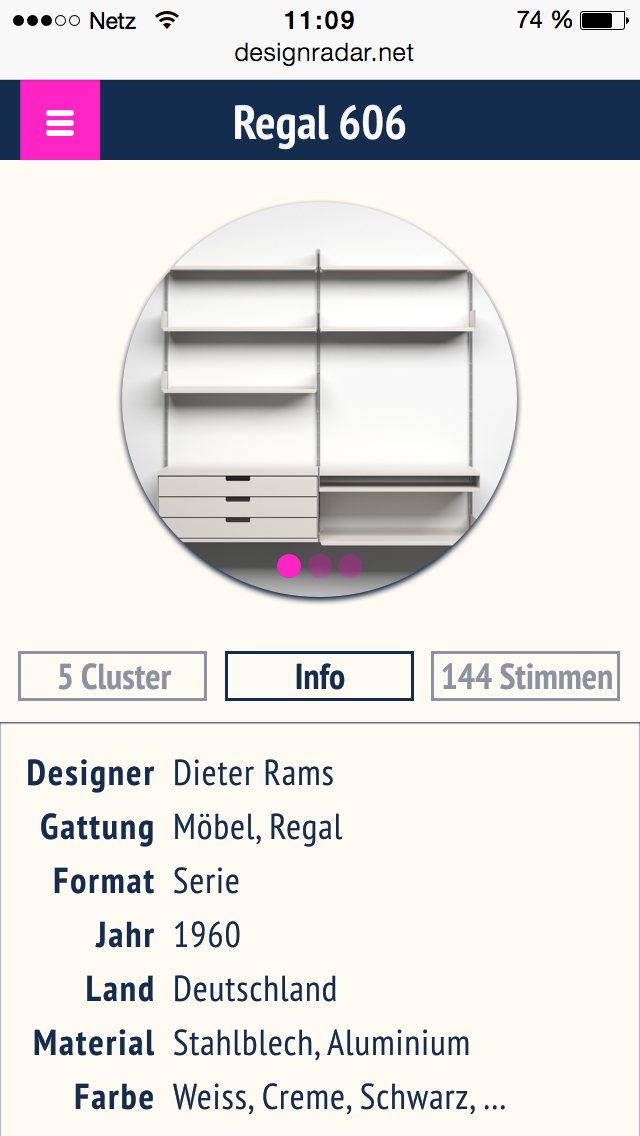 Netz 11:09 74 %
designradar.net
Regal 606
5 Cluster Info 144 Stimmen
Designer Dieter Rams
Gattung Möbel, Regal
Format Serie
Jahr 1960
Land Deutschland
Material Stahlblech, Aluminium
Farbe Weiss, Creme, Schwarz, ...